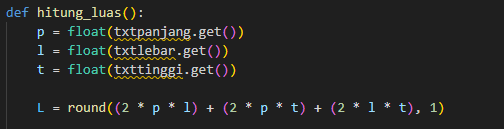 def hitung_luas():
    p = float(txtpanjang.get())
    l = float(txtlebar.get())
    t = float(txttinggi.get())

    L = round((2 * p * l) + (2 * p * t) + (2 * l * t), 1)